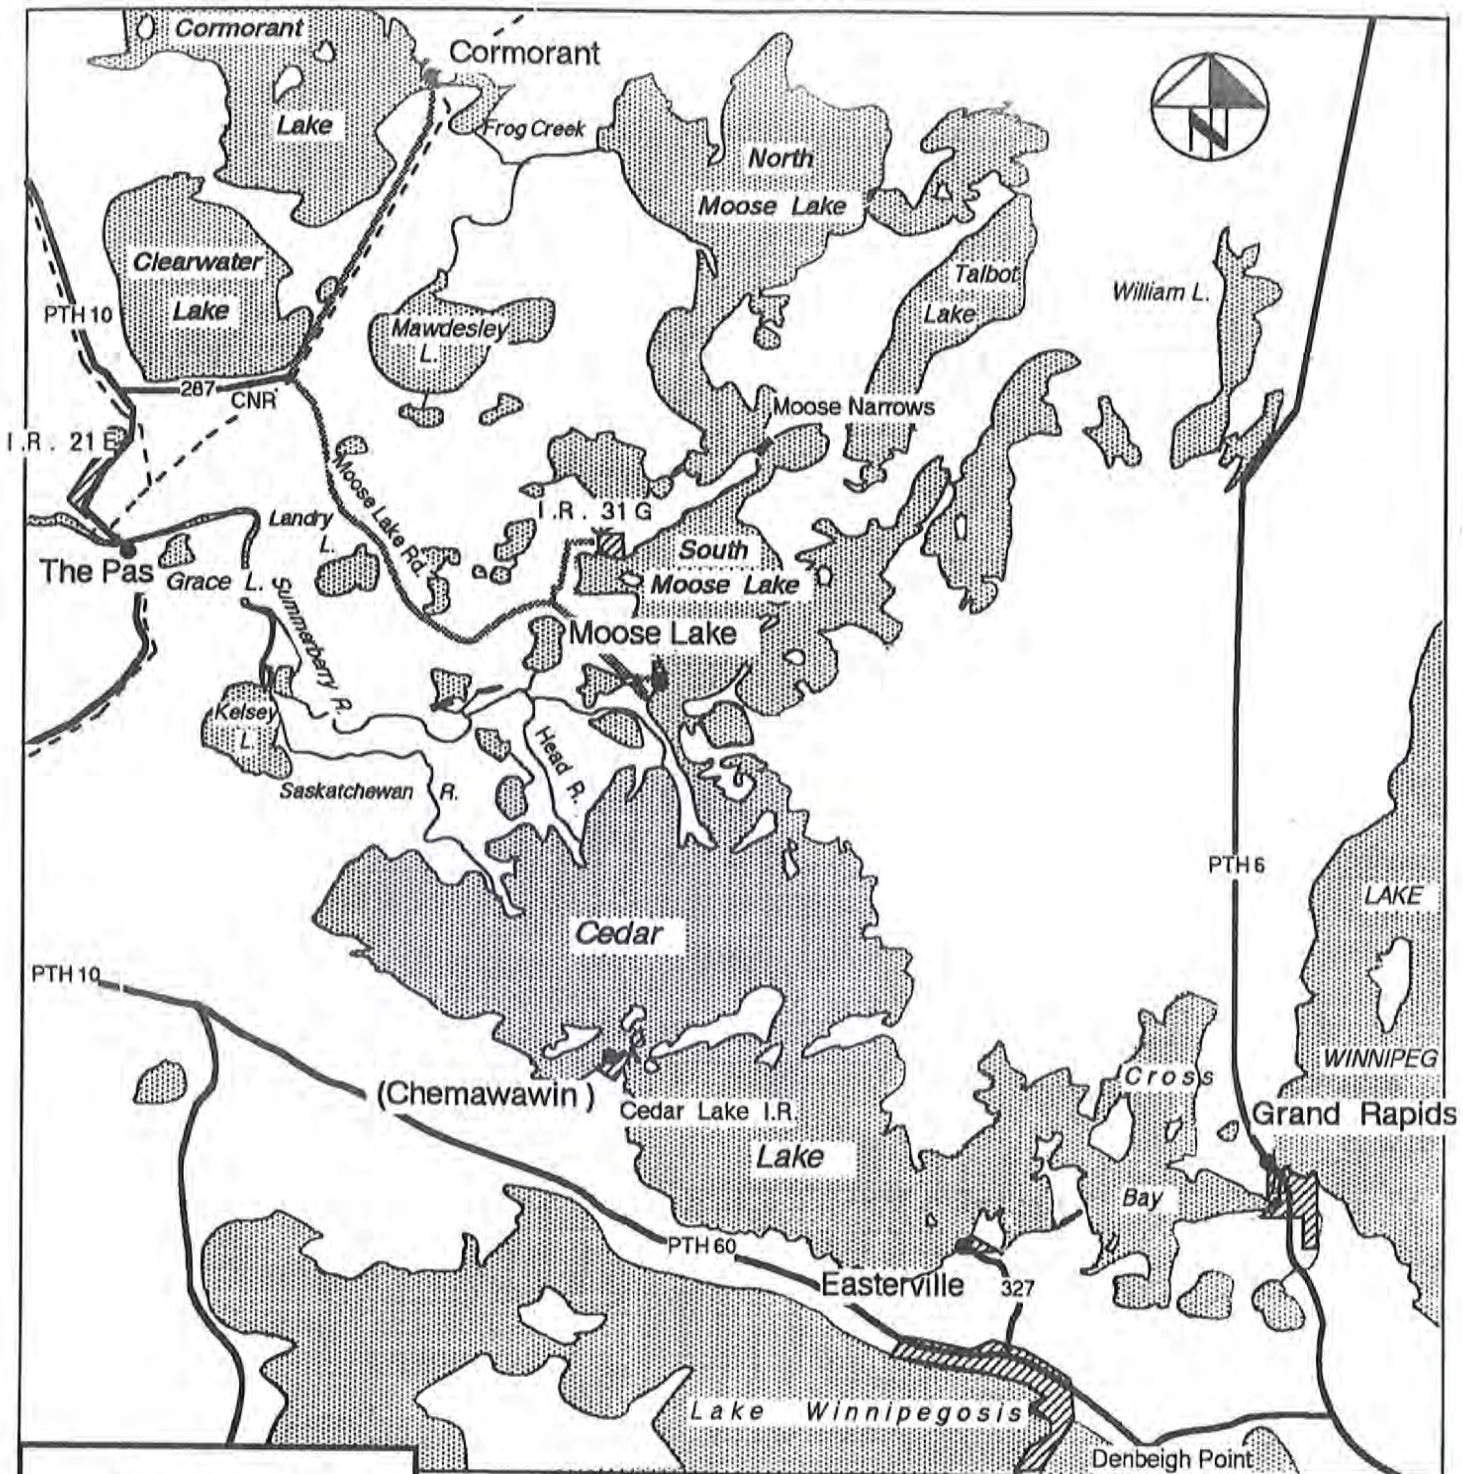 Cormorant
Lake
Cormorant
Frog Creek
North
Moose Lake
N
Clearwater
Lake
PTH 10
Talbot
Lake
William L.
Mawdesley
L.
287
CNR
Moose Narrows
I.R. 21 E
Moose Lake Rd.
I.R. 31 G
Landry
L.
South
Moose Lake
The Pas
Grace L.
Summerberry R.
Moose Lake
Kelsey
L.
Head R.
Saskatchewan R.
PTH 6
LAKE
Cedar
PTH 10
WINNIPEG
Cross
(Chemawawin)
Cedar Lake I.R.
Grand Rapids
Lake
Bay
PTH 60
Easterville
327
Lake Winnipegosis
Denbeigh Point